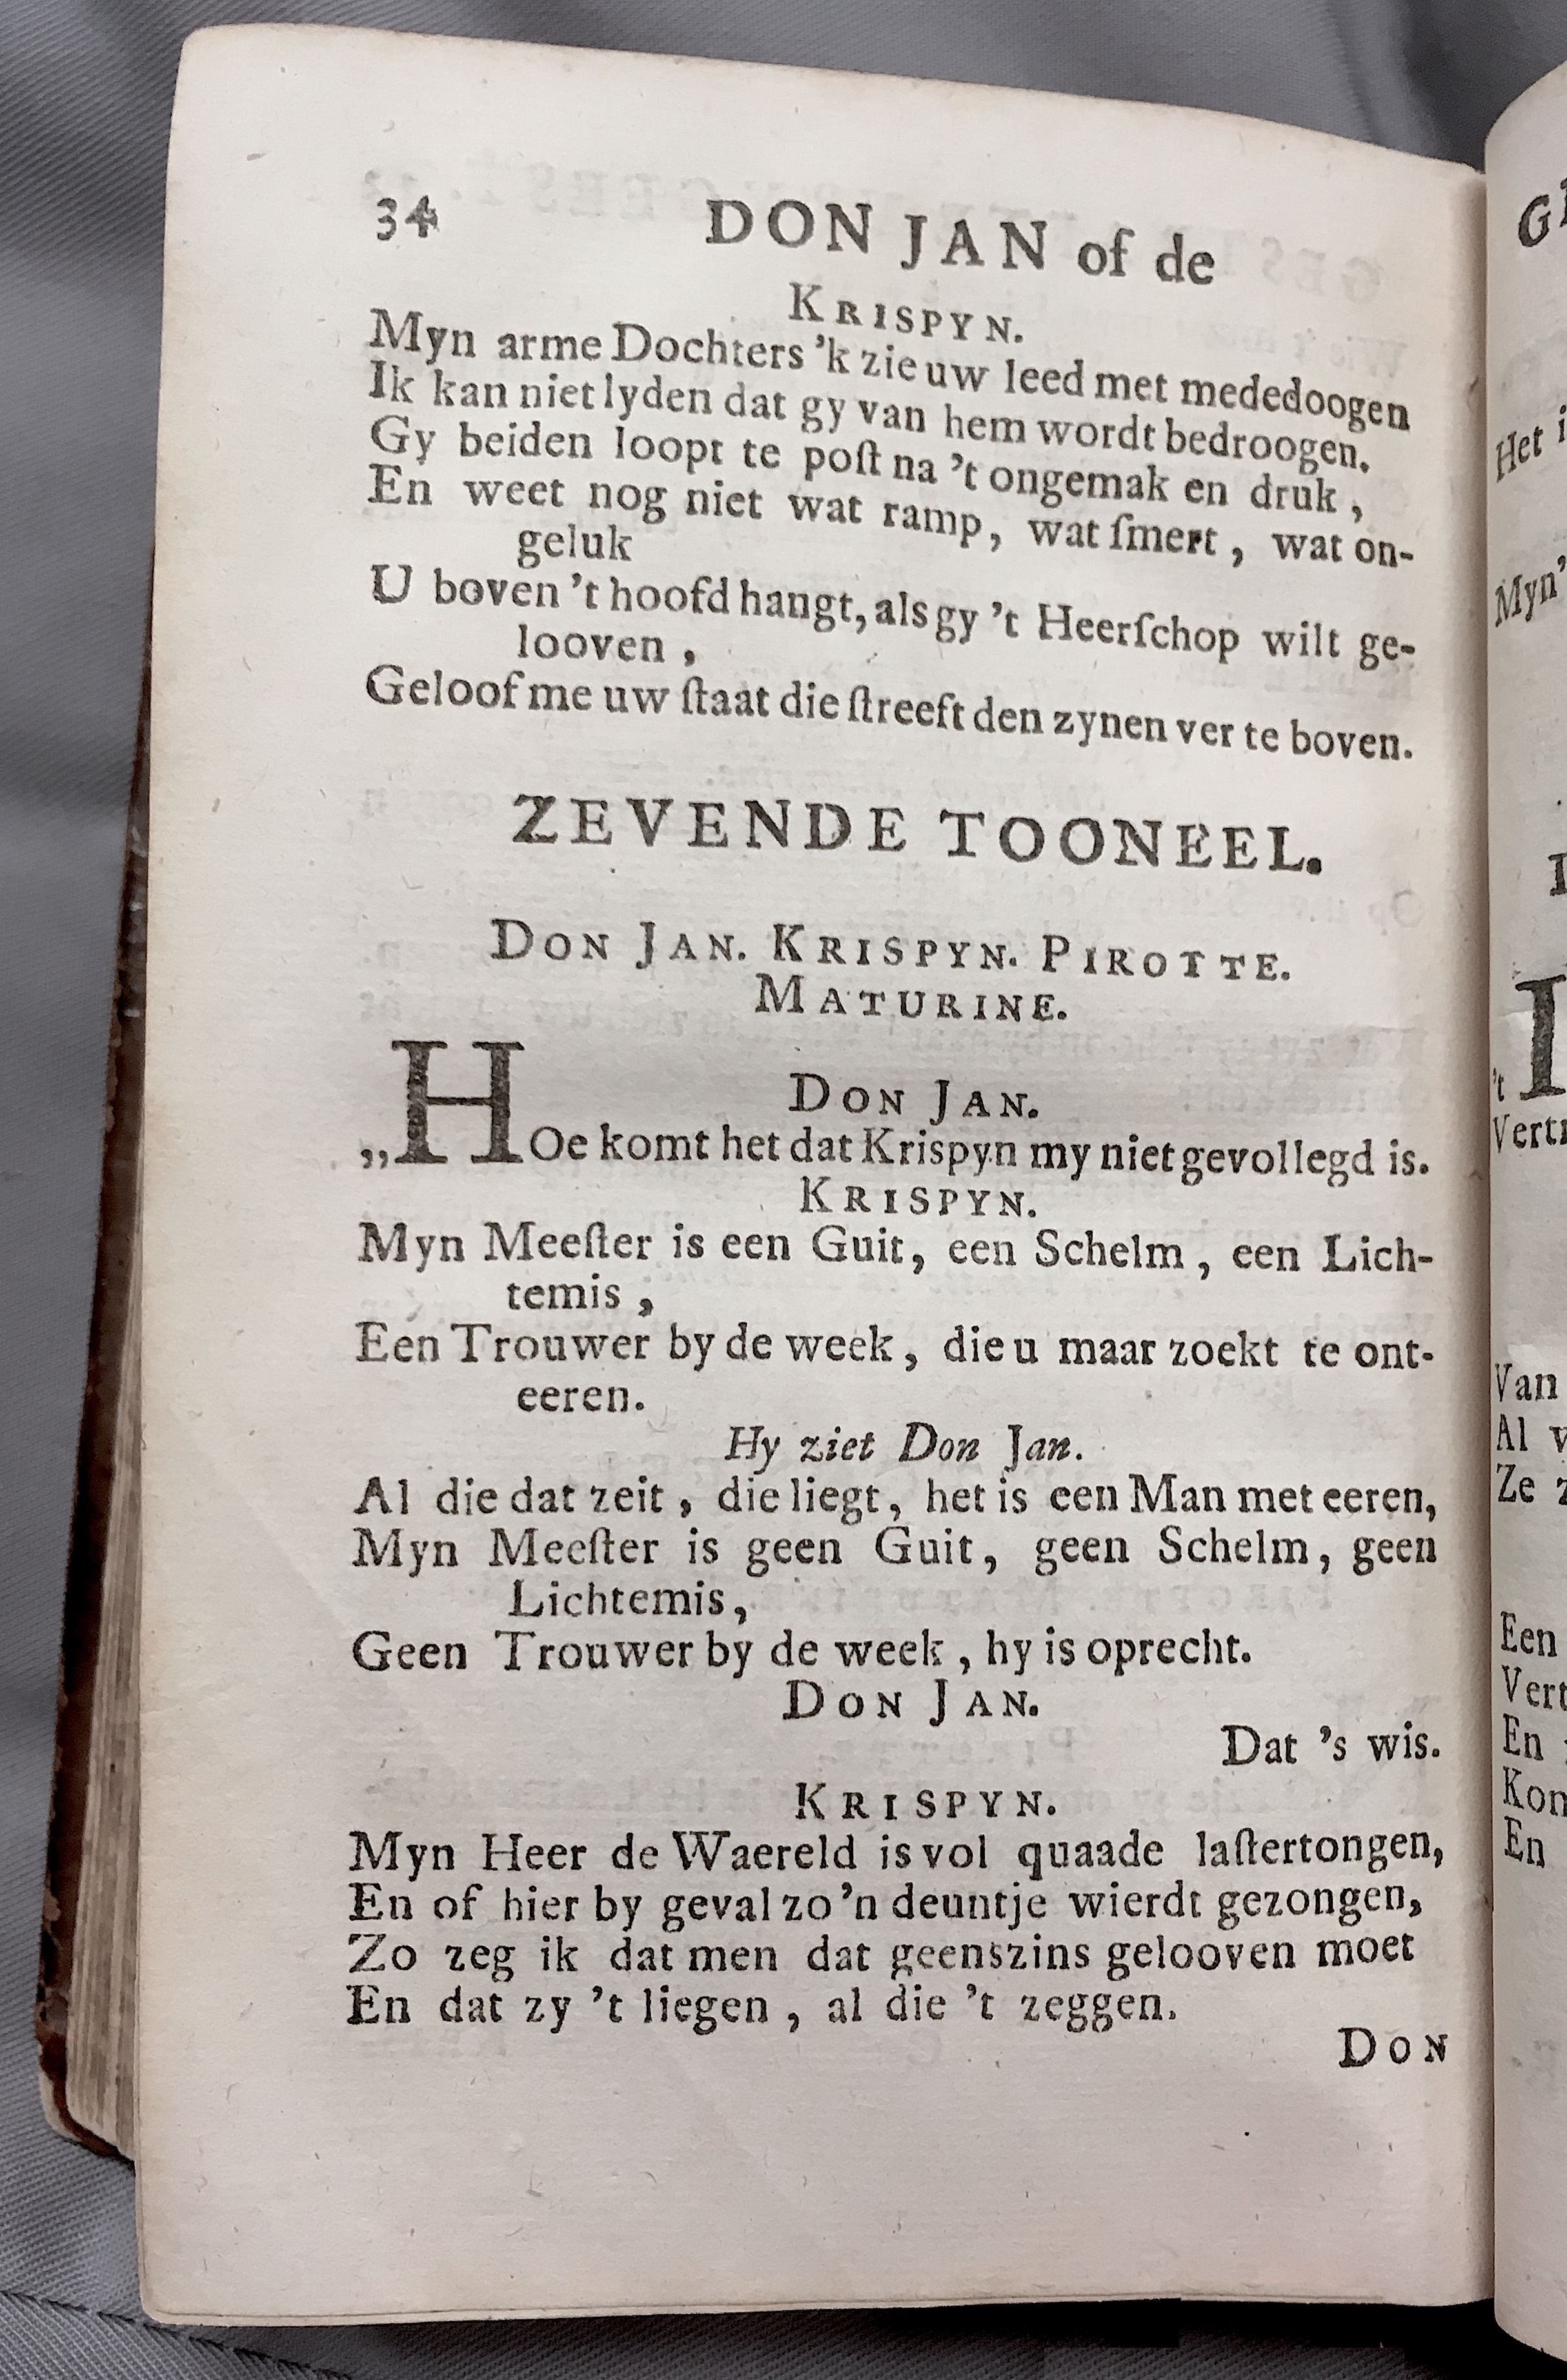 34 DON JAN of de
KRISPYN.
Myn arme Dochters 'k zie uw leed met mededoogen
Ik kan niet lyden dat gy van hem wordt bedroogen.
Gy beiden loopt te poſt na 't ongemak en druk,
En weet nog niet wat ramp, wat ſmert, wat on-
geluk
U boven 't hoofd hangt, als gy 't Heerſchop wilt ge-
looven,
Geloof me uw ſtaat die ſtreeft den zynen ver te boven.
ZEVENDE TOONEEL.
DON JAN. KRISPYN. PIROTTE.
MATURINE.
DON JAN.
„HOe komt het dat Krispyn my niet gevollegd is.
KRISPYN.
Myn Meeſter is een Guit, een Schelm, een Lich-
temis,
Een Trouwer by de week, die u maar zoekt te ont-
eeren.
Hy ziet Don Jan.
Al die dat zeit, die liegt, het is een Man met eeren,
Myn Meeſter is geen Guit, geen Schelm, geen
Lichtemis,
Geen Trouwer by de week, hy is oprecht.
DON JAN.
Dat 's wis.
KRISPYN.
Myn Heer de Waereld is vol quaade laſtertongen,
En of hier by geval zo 'n deuntje wierdt gezongen,
Zo zeg ik dat men dat geenszins gelooven moet
En dat zy 't liegen, al die 't zeggen.
DON
Het
Myn'
't
Van
Al
Ze
Een
En
En